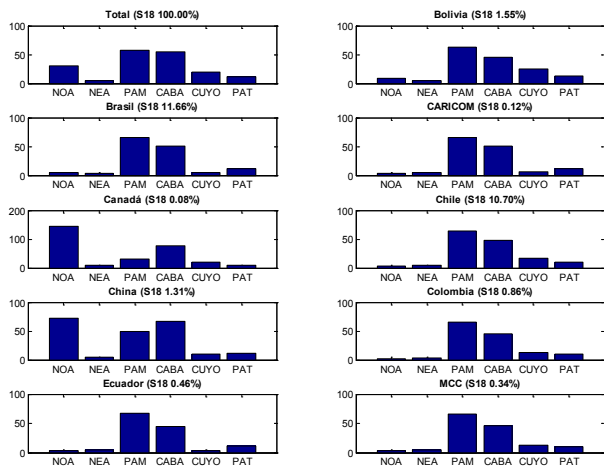 Total (S18 100.00%)
100
50
0
NOA NEA PAM CABA CUYO PAT
Bolivia (S18 1.55%)
100
50
0
NOA NEA PAM CABA CUYO PAT
Brasil (S18 11.66%)
100
50
0
NOA NEA PAM CABA CUYO PAT
CARICOM (S18 0.12%)
100
50
0
NOA NEA PAM CABA CUYO PAT
Canadá (S18 0.08%)
200
100
0
NOA NEA PAM CABA CUYO PAT
Chile (S18 10.70%)
100
50
0
NOA NEA PAM CABA CUYO PAT
China (S18 1.31%)
100
50
0
NOA NEA PAM CABA CUYO PAT
Colombia (S18 0.86%)
100
50
0
NOA NEA PAM CABA CUYO PAT
Ecuador (S18 0.46%)
100
50
0
NOA NEA PAM CABA CUYO PAT
MCC (S18 0.34%)
100
50
0
NOA NEA PAM CABA CUYO PAT